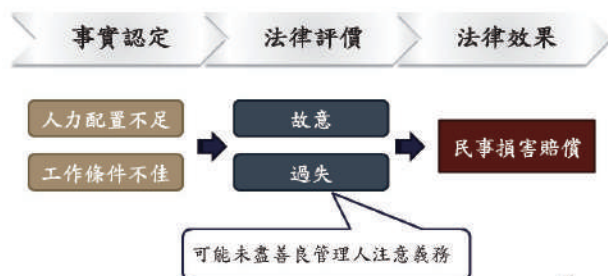 事實認定
法律評價
法律效果
人力配置不足
故意
工作條件不佳
過失
民事損害賠償
可能未盡善良管理人注意義務